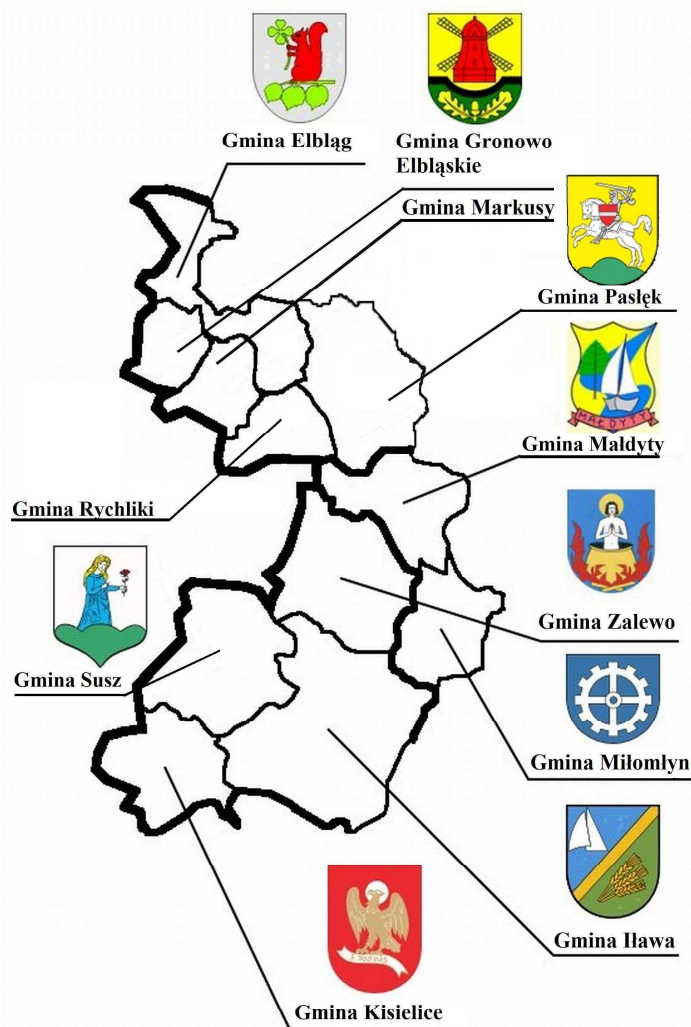 Gmina Elbląg
Gmina Gronowo
Elbląskie
Gmina Markusy
Gmina Pasłęk
MAŁDYTY
Gmina Małdyty
Gmina Rychliki
Gmina Zalewo
Gmina Susz
Gmina Miłomłyn
Gmina Iława
Gmina Kisielice